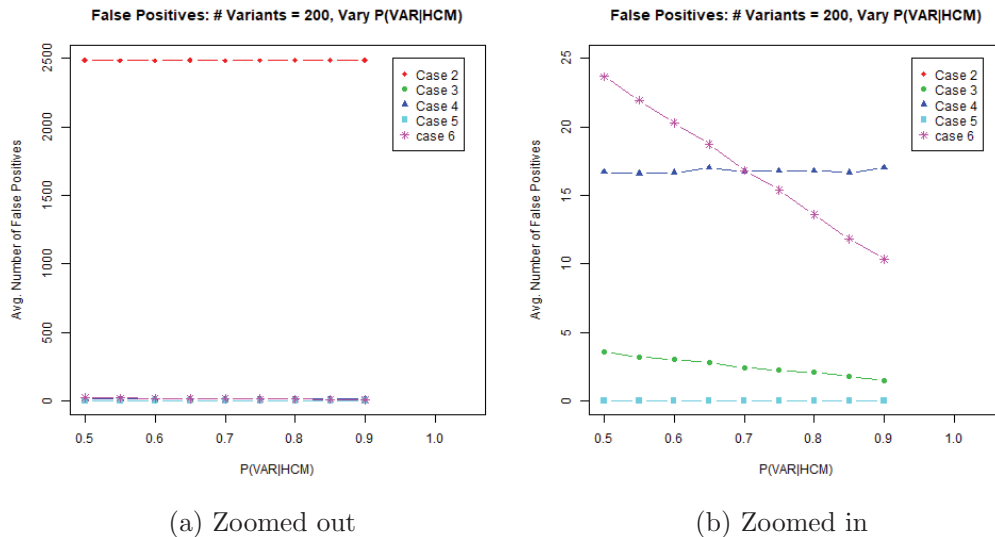 False Positives: # Variants = 200, Vary P(VAR|HCM)
Avg. Number of False Positives
2500
2000
1500
1000
500
0
Case 2
Case 3
Case 4
Case 5
case 6
0.5 0.6 0.7 0.8 0.9 1.0
P(VAR|HCM)
(a) Zoomed out
False Positives: # Variants = 200, Vary P(VAR|HCM)
Avg. Number of False Positives
25
20
15
10
5
0
Case 2
Case 3
Case 4
Case 5
case 6
0.5 0.6 0.7 0.8 0.9 1.0
P(VAR|HCM)
(b) Zoomed in